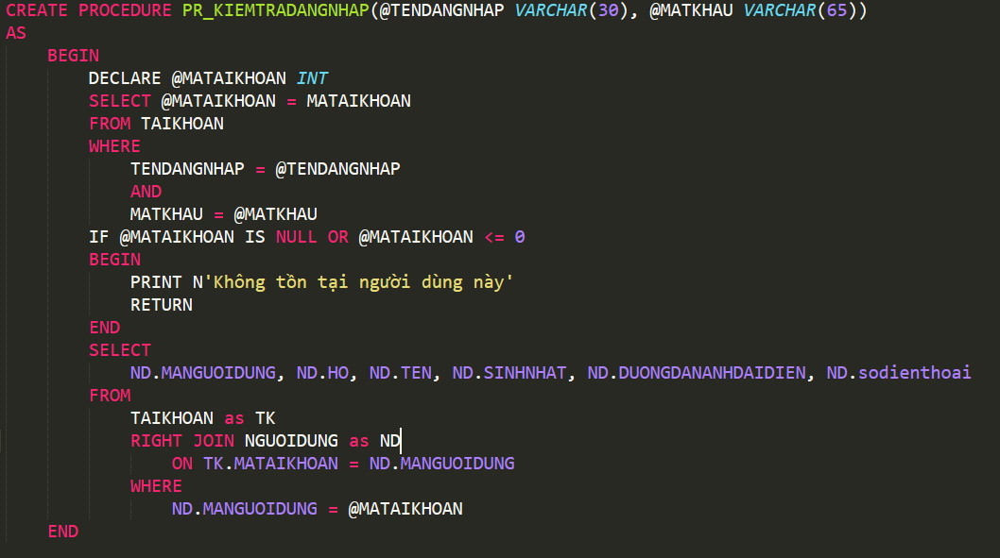 CREATE PROCEDURE PR_KIEMTRADANGNHAP(@TENDANGNHAP VARCHAR(30), @MATKHAU VARCHAR(65))
AS
BEGIN
DECLARE @MATAIKHOAN INT
SELECT @MATAIKHOAN = MATAIKHOAN
FROM TAIKHOAN
WHERE
TENDANGNHAP = @TENDANGNHAP
AND
MATKHAU = @MATKHAU
IF @MATAIKHOAN IS NULL OR @MATAIKHOAN <= 0
BEGIN
PRINT N'Không tồn tại người dùng này'
RETURN
END
SELECT
ND.MANGUOIDUNG, ND.HO, ND.TEN, ND.SINHNHAT, ND.DUONGDANANHDAIDIEN, ND.sodienthoai
FROM
TAIKHOAN as TK
RIGHT JOIN NGUOIDUNG as ND
ON TK.MATAIKHOAN = ND.MANGUOIDUNG
WHERE
ND.MANGUOIDUNG = @MATAIKHOAN
END